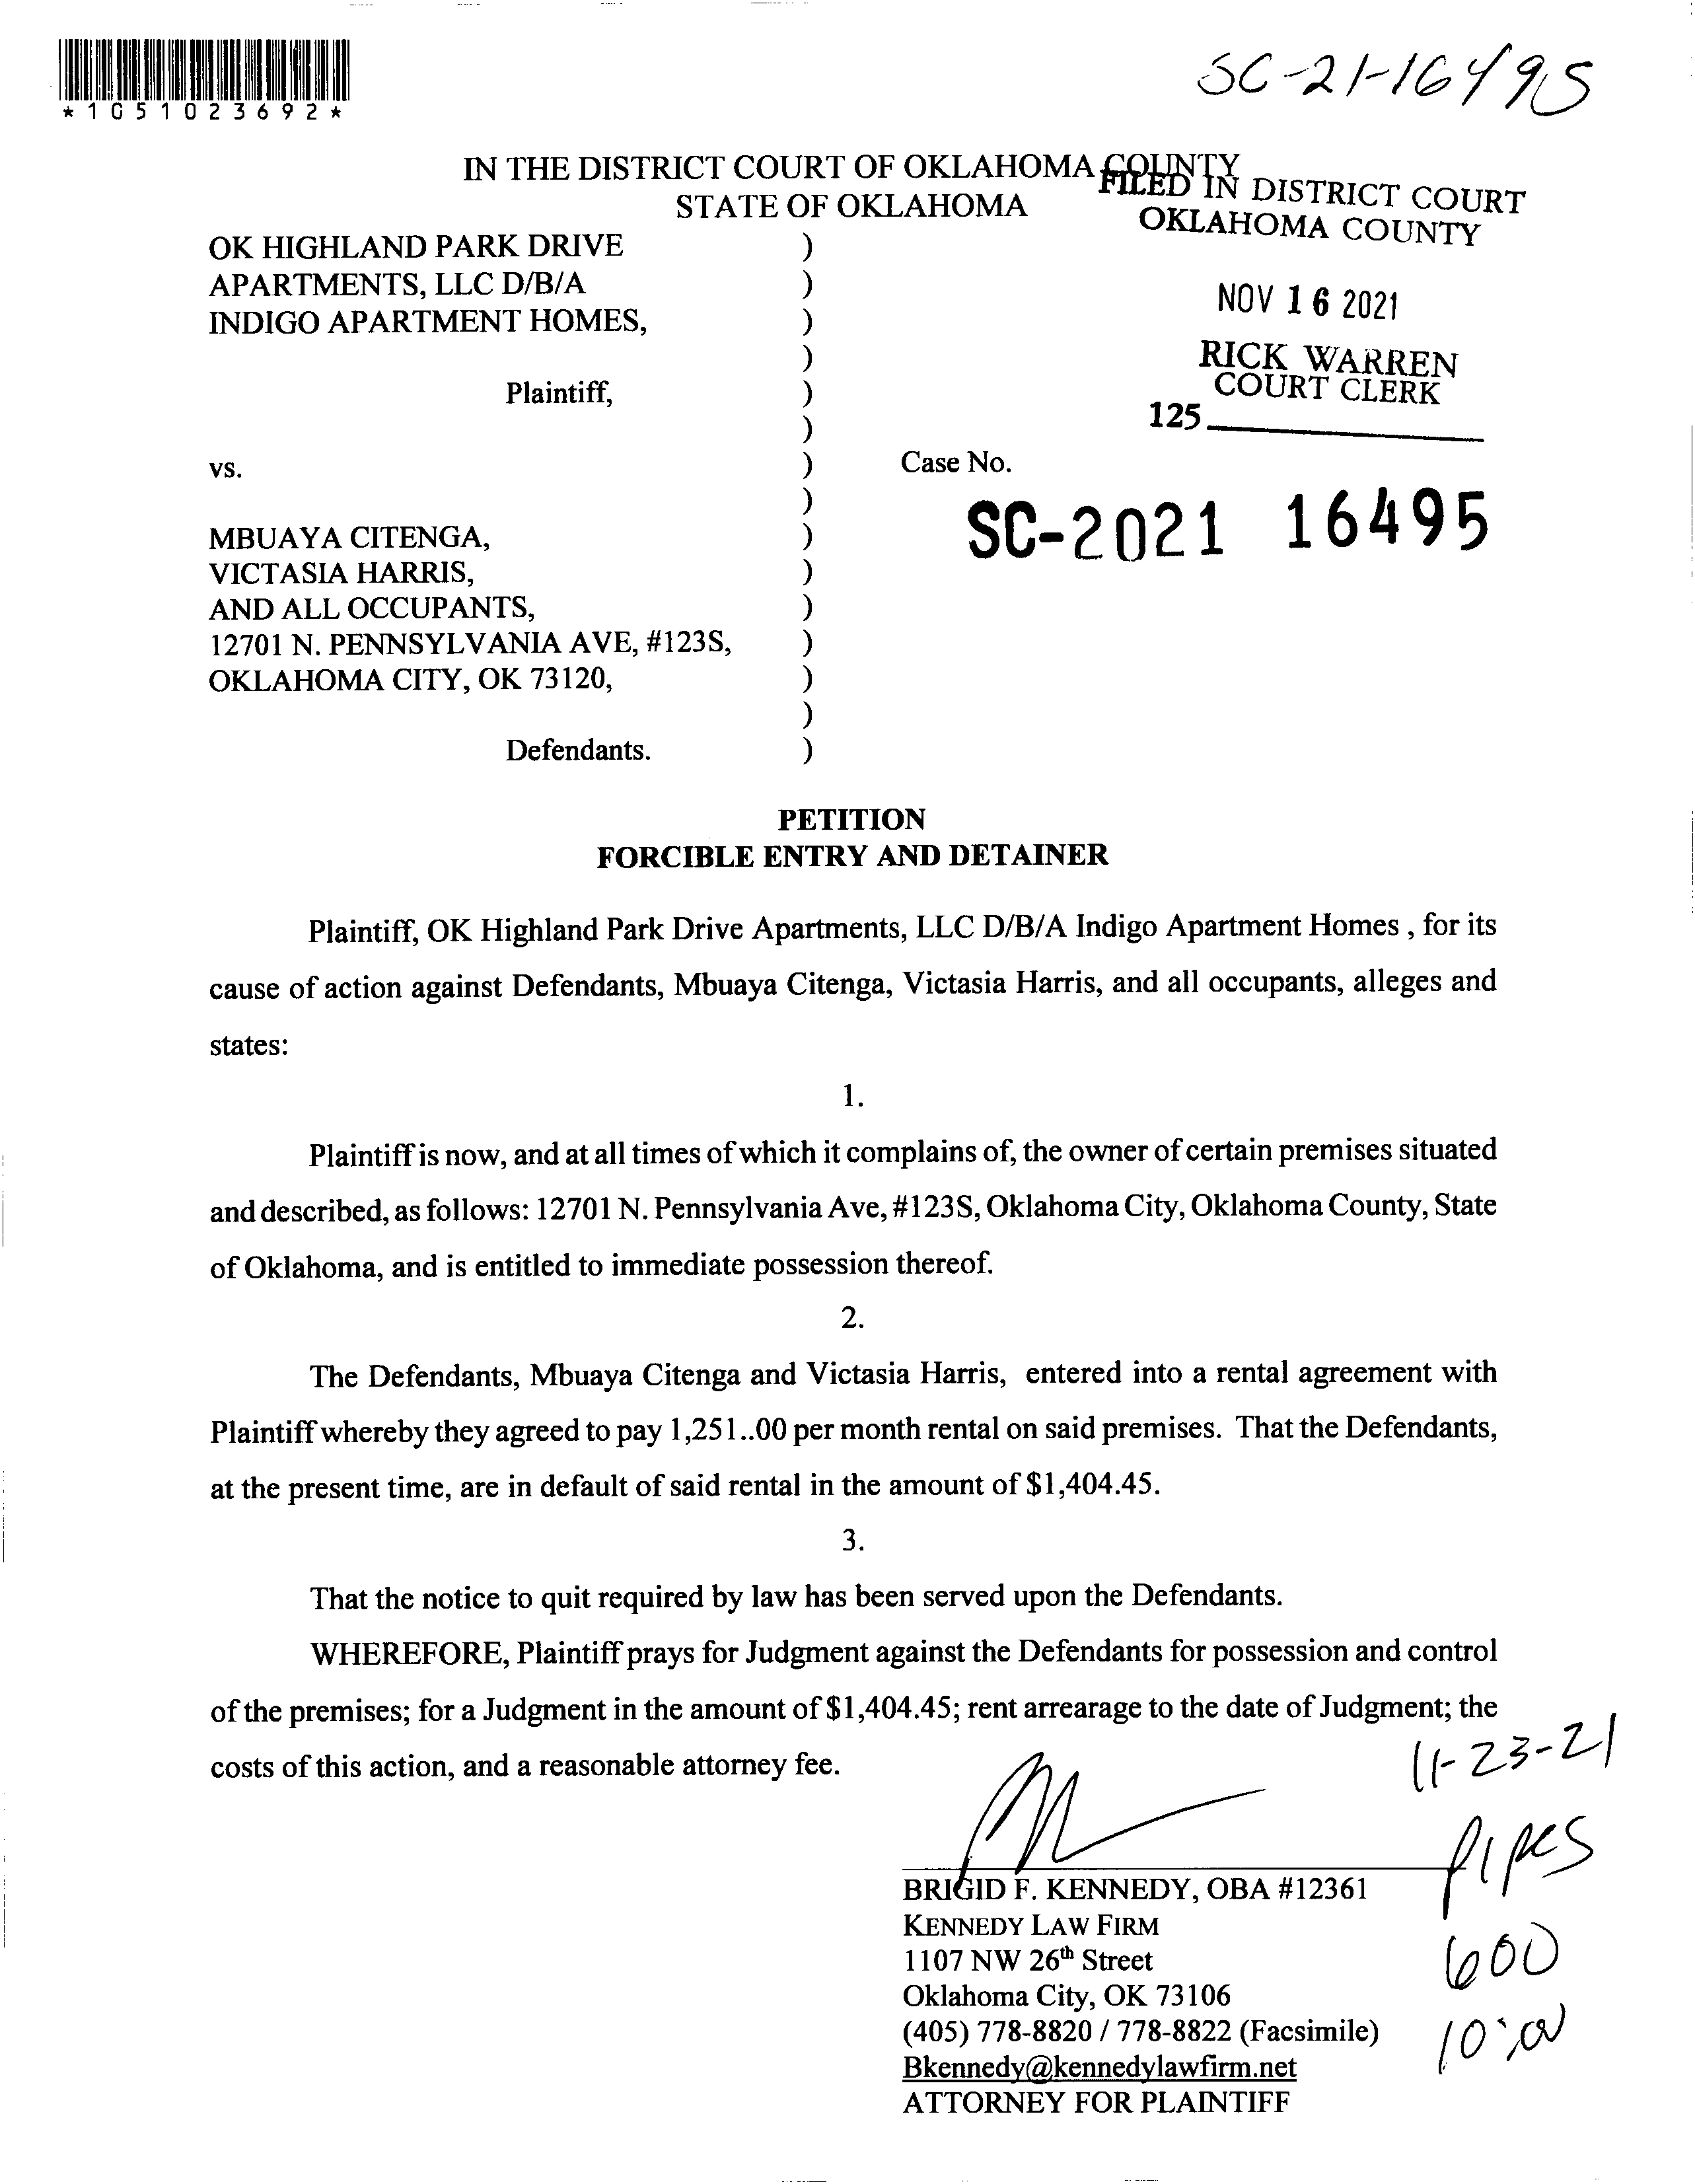 *1051023692*
SC-21-16495
IN THE DISTRICT COURT OF OKLAHOMA COUNTY
STATE OF OKLAHOMA
FILED IN DISTRICT COURT
OKLAHOMA COUNTY
NOV 16 2021
RICK WARREN
COURT CLERK
125
OK HIGHLAND PARK DRIVE )
APARTMENTS, LLC D/B/A )
INDIGO APARTMENT HOMES, )
)
Plaintiff, )
)
vs. ) Case No.
) SC-2021 16495
MBUAYA CITENGA, )
VICTASIA HARRIS, )
AND ALL OCCUPANTS, )
12701 N. PENNSYLVANIA AVE, #123S, )
OKLAHOMA CITY, OK 73120, )
)
Defendants. )
PETITION
FORCIBLE ENTRY AND DETAINER
Plaintiff, OK Highland Park Drive Apartments, LLC D/B/A Indigo Apartment Homes , for its
cause of action against Defendants, Mbuaya Citenga, Victasia Harris, and all occupants, alleges and
states:
1.
Plaintiff is now, and at all times of which it complains of, the owner of certain premises situated
and described, as follows: 12701 N. Pennsylvania Ave, #123S, Oklahoma City, Oklahoma County, State
of Oklahoma, and is entitled to immediate possession thereof.
2.
The Defendants, Mbuaya Citenga and Victasia Harris, entered into a rental agreement with
Plaintiff whereby they agreed to pay 1,251..00 per month rental on said premises. That the Defendants,
at the present time, are in default of said rental in the amount of $1,404.45.
3.
That the notice to quit required by law has been served upon the Defendants.
WHEREFORE, Plaintiff prays for Judgment against the Defendants for possession and control
of the premises; for a Judgment in the amount of $1,404.45; rent arrearage to the date of Judgment; the
costs of this action, and a reasonable attorney fee.
11-23-21
Pipes
600
10:00
BRIGID F. KENNEDY, OBA #12361
KENNEDY LAW FIRM
1107 NW 26th Street
Oklahoma City, OK 73106
(405) 778-8820 / 778-8822 (Facsimile)
Bkennedy@kennedylawfirm.net
ATTORNEY FOR PLAINTIFF